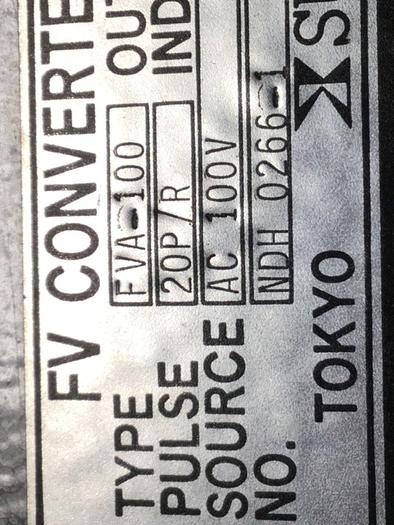 FV CONVERTE
TYPE FVA-100 OUT
PULSE 20P/R IND
SOURCE AC 100V
NO. NDH 0266-1
TOKYO